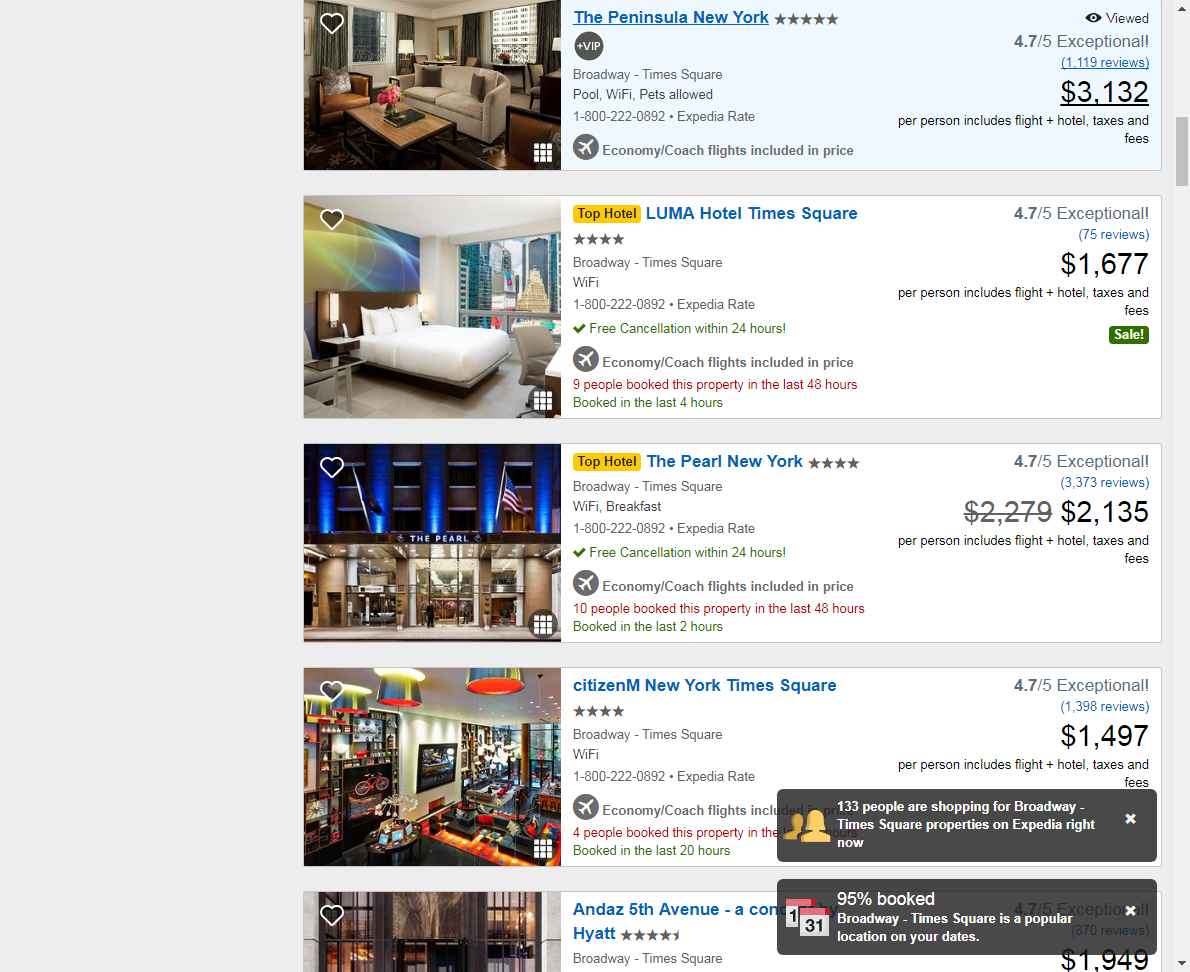 The Peninsula New York
Viewed
+VIP
4.7/5 Exceptional!
(1,119 reviews)
Broadway - Times Square
Pool, WiFi, Pets allowed
$3,132
1-800-222-0892 • Expedia Rate
per person includes flight + hotel, taxes and
fees
Economy/Coach flights included in price
Top Hotel LUMA Hotel Times Square
4.7/5 Exceptional!
(75 reviews)
Broadway - Times Square
WiFi
$1,677
1-800-222-0892 • Expedia Rate
per person includes flight + hotel, taxes and
fees
Free Cancellation within 24 hours!
Sale!
Economy/Coach flights included in price
9 people booked this property in the last 48 hours
Booked in the last 4 hours
THE PEARL
Top Hotel The Pearl New York
4.7/5 Exceptional!
(3,373 reviews)
Broadway - Times Square
WiFi, Breakfast
$2,279 $2,135
1-800-222-0892 • Expedia Rate
per person includes flight + hotel, taxes and
fees
Free Cancellation within 24 hours!
Economy/Coach flights included in price
10 people booked this property in the last 48 hours
Booked in the last 2 hours
citizenM New York Times Square
4.7/5 Exceptional!
(1,398 reviews)
Broadway - Times Square
WiFi
$1,497
1-800-222-0892 • Expedia Rate
per person includes flight + hotel, taxes and
fees
Economy/Coach flights included in price
4 people booked this property in the hours
Booked in the last 20 hours
133 people are shopping for Broadway -
Times Square properties on Expedia right
now
Andaz 5th Avenue - a concept by
Hyatt
4.7/5 Exceptional!
(870 reviews)
Broadway - Times Square
$1,949
1
31
95% booked
Broadway - Times Square is a popular
location on your dates.